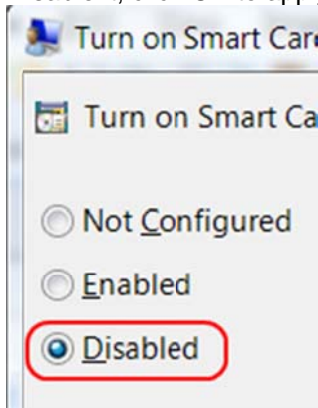 Turn on Smart Car
Turn on Smart Ca
Not Configured
Enabled
Disabled